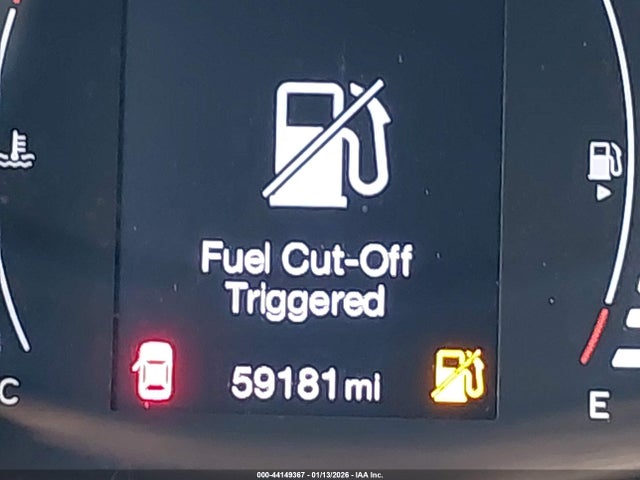 Fuel Cut-Off
Triggered
59181 mi
C
E
000-44149367 - 01/13/2026 - IAA Inc.